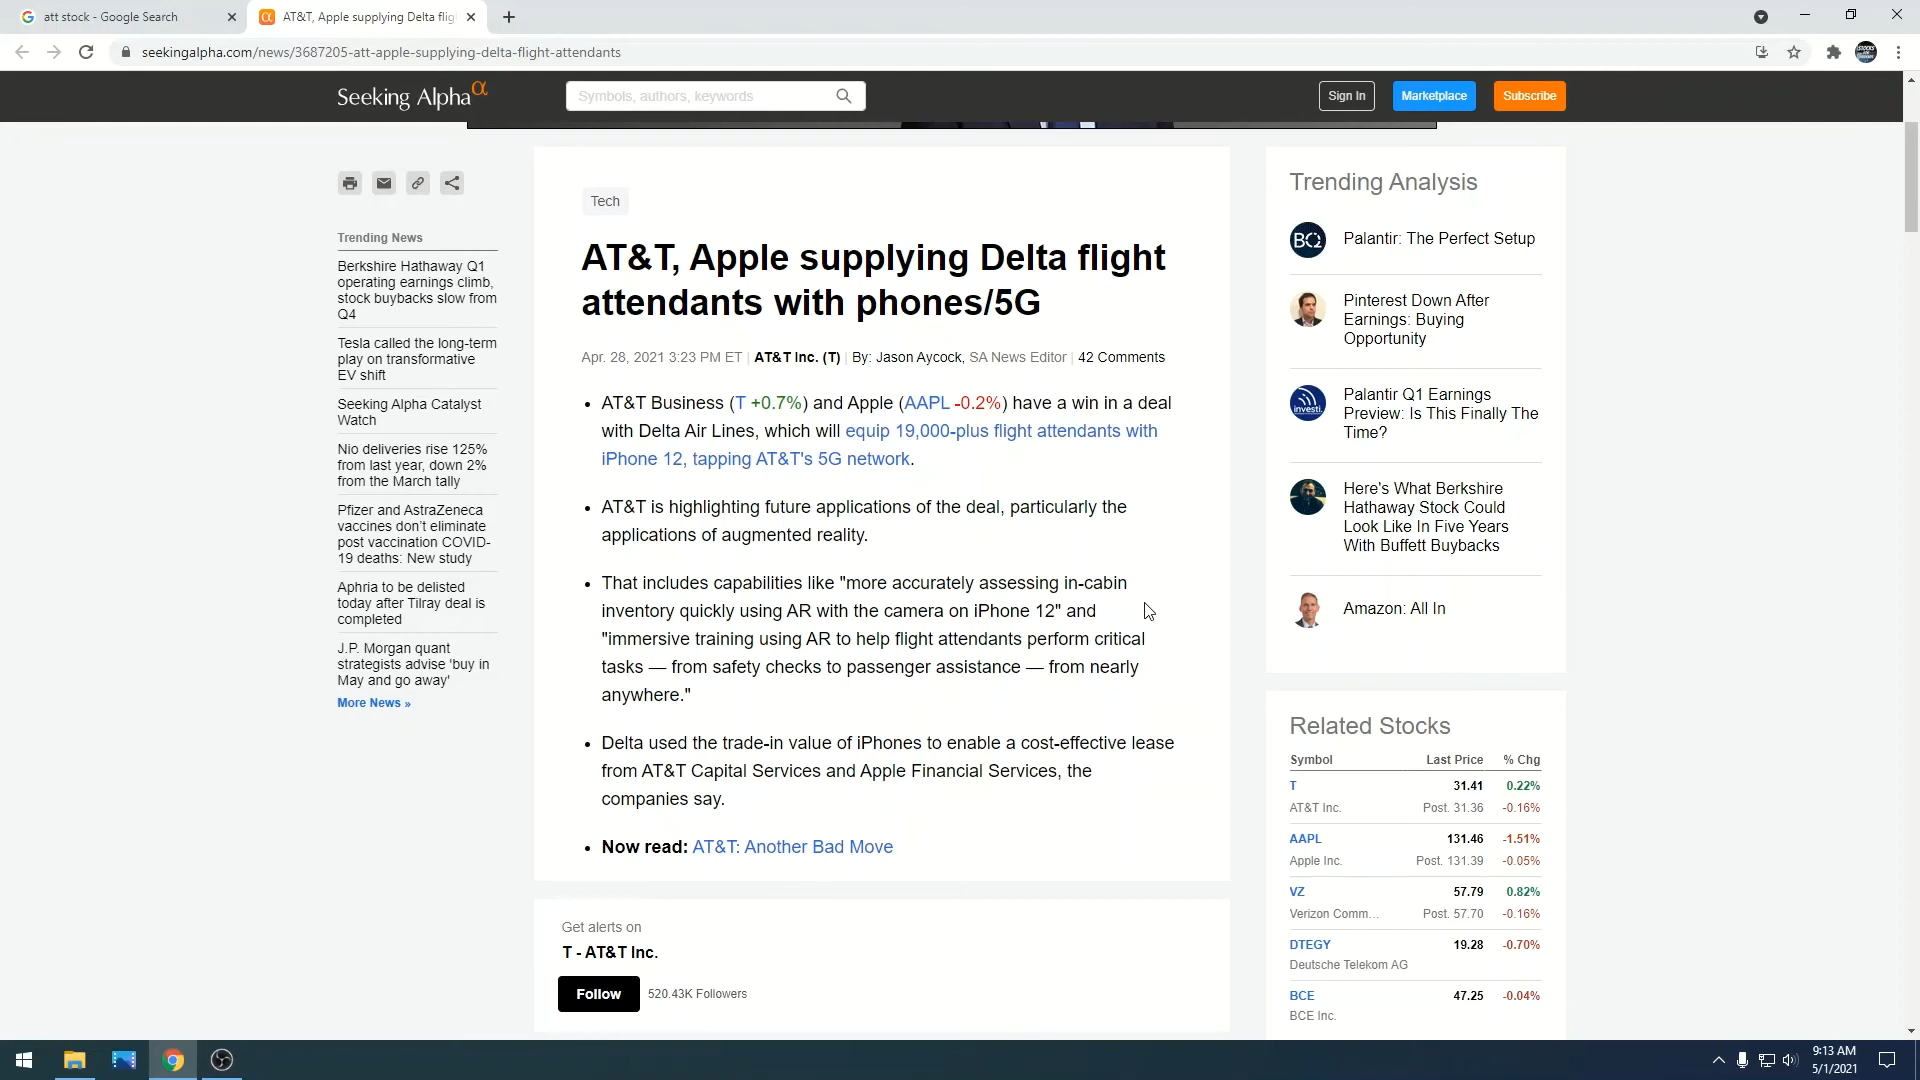 att stock - Google Search
AT&T, Apple supplying Delta flig
seekingalpha.com/news/3687205-att-apple-supplying-delta-flight-attendants
Seeking Alpha α
Symbols, authors, keywords
Sign In
Marketplace
Subscribe
Trending News
Berkshire Hathaway Q1
operating earnings climb,
stock buybacks slow from
Q4
Tesla called the long-term
play on transformative
EV shift
Seeking Alpha Catalyst
Watch
Nio deliveries rise 125%
from last year, down 2%
from the March tally
Pfizer and AstraZeneca
vaccines don't eliminate
post vaccination COVID-
19 deaths: New study
Aphria to be delisted
today after Tilray deal is
completed
J.P. Morgan quant
strategists advise 'buy in
May and go away'
More News »
Tech
AT&T, Apple supplying Delta flight
attendants with phones/5G
Apr. 28, 2021 3:23 PM ET | AT&T Inc. (T) | By: Jason Aycock, SA News Editor | 42 Comments
• AT&T Business (T +0.7%) and Apple (AAPL -0.2%) have a win in a deal
with Delta Air Lines, which will equip 19,000-plus flight attendants with
iPhone 12, tapping AT&T's 5G network.
• AT&T is highlighting future applications of the deal, particularly the
applications of augmented reality.
• That includes capabilities like "more accurately assessing in-cabin
inventory quickly using AR with the camera on iPhone 12" and
"immersive training using AR to help flight attendants perform critical
tasks — from safety checks to passenger assistance — from nearly
anywhere."
• Delta used the trade-in value of iPhones to enable a cost-effective lease
from AT&T Capital Services and Apple Financial Services, the
companies say.
• Now read: AT&T: Another Bad Move
Get alerts on
T - AT&T Inc.
Follow
520.43K Followers
Trending Analysis
BC2
Palantir: The Perfect Setup
Pinterest Down After
Earnings: Buying
Opportunity
investi.
Palantir Q1 Earnings
Preview: Is This Finally The
Time?
Here's What Berkshire
Hathaway Stock Could
Look Like In Five Years
With Buffett Buybacks
Amazon: All In
Related Stocks
Symbol Last Price % Chg
T 31.41 0.22%
AT&T Inc. Post. 31.36 -0.16%
AAPL 131.46 -1.51%
Apple Inc. Post. 131.39 -0.05%
VZ 57.79 0.82%
Verizon Comm... Post. 57.70 -0.16%
DTEGY 19.28 -0.70%
Deutsche Telekom AG
BCE 47.25 -0.04%
BCE Inc.
9:13 AM
5/1/2021